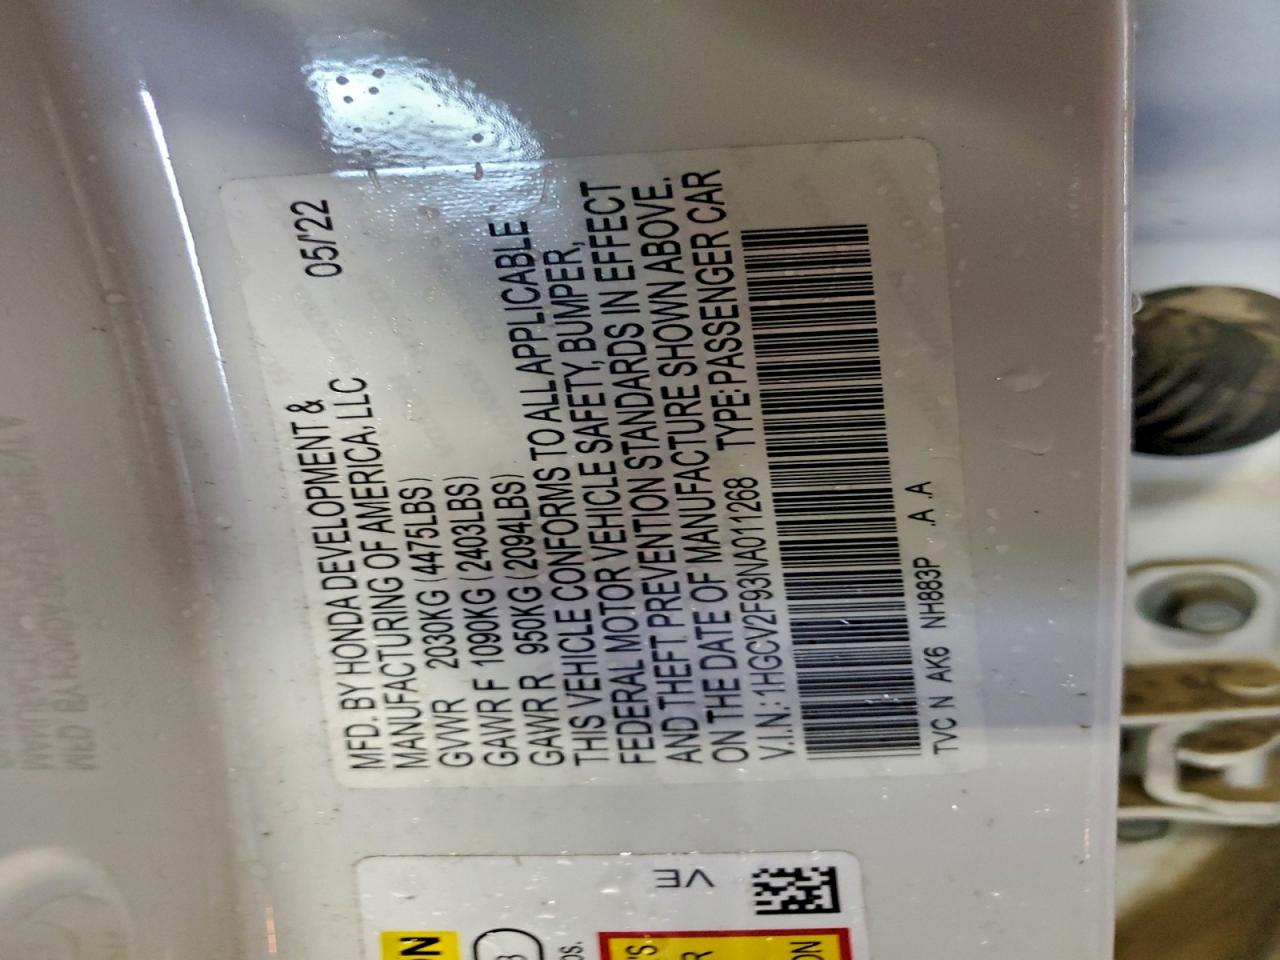 05/'22
MFD. BY HONDA DEVELOPMENT &
MANUFACTURING OF AMERICA, LLC
GVWR 2030KG (4475LBS)
GAWR F 1090KG (2403LBS)
GAWR R 950KG (2094LBS)
THIS VEHICLE CONFORMS TO ALL APPLICABLE
FEDERAL MOTOR VEHICLE SAFETY, BUMPER,
AND THEFT PREVENTION STANDARDS IN EFFECT
ON THE DATE OF MANUFACTURE SHOWN ABOVE.
V.I.N.: 1HGCV2F93NA011268 TYPE: PASSENGER CAR
TVC N AK6 NH883P .A .A
VE